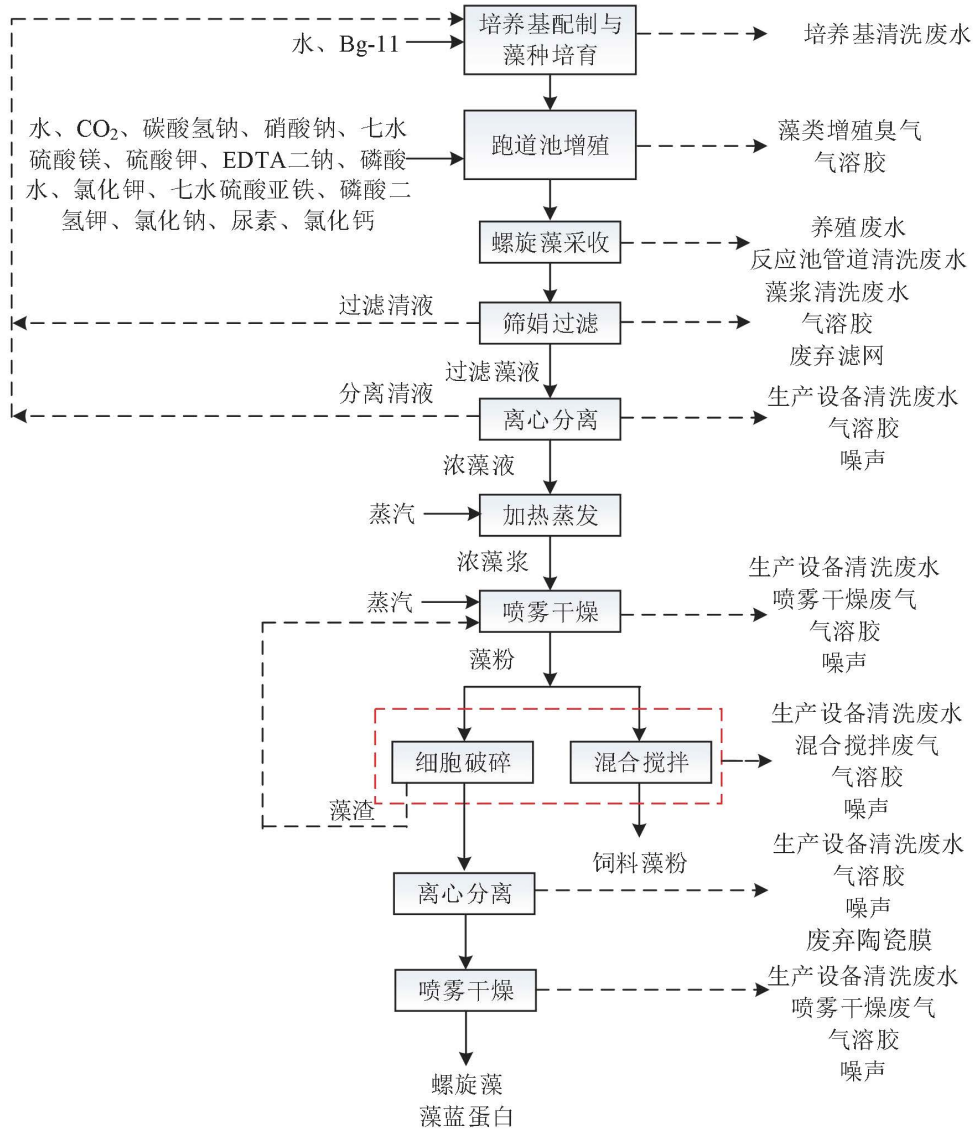 培养基配制与
藻种培育
水、Bg-11
培养基清洗废水
水、CO₂、碳酸氢钠、硝酸钠、七水
硫酸镁、硫酸钾、EDTA二钠、磷酸
水、氯化钾、七水硫酸亚铁、磷酸二
氢钾、氯化钠、尿素、氯化钙
跑道池增殖
藻类增殖臭气
气溶胶
螺旋藻采收
养殖废水
反应池管道清洗废水
过滤清液
筛娟过滤
藻浆清洗废水
气溶胶
废弃滤网
过滤藻液
分离清液
离心分离
生产设备清洗废水
气溶胶
噪声
浓藻液
蒸汽
加热蒸发
浓藻浆
蒸汽
喷雾干燥
生产设备清洗废水
喷雾干燥废气
气溶胶
噪声
藻粉
细胞破碎
混合搅拌
生产设备清洗废水
混合搅拌废气
气溶胶
噪声
藻渣
饲料藻粉
离心分离
生产设备清洗废水
气溶胶
噪声
废弃陶瓷膜
喷雾干燥
生产设备清洗废水
喷雾干燥废气
气溶胶
噪声
螺旋藻
藻蓝蛋白